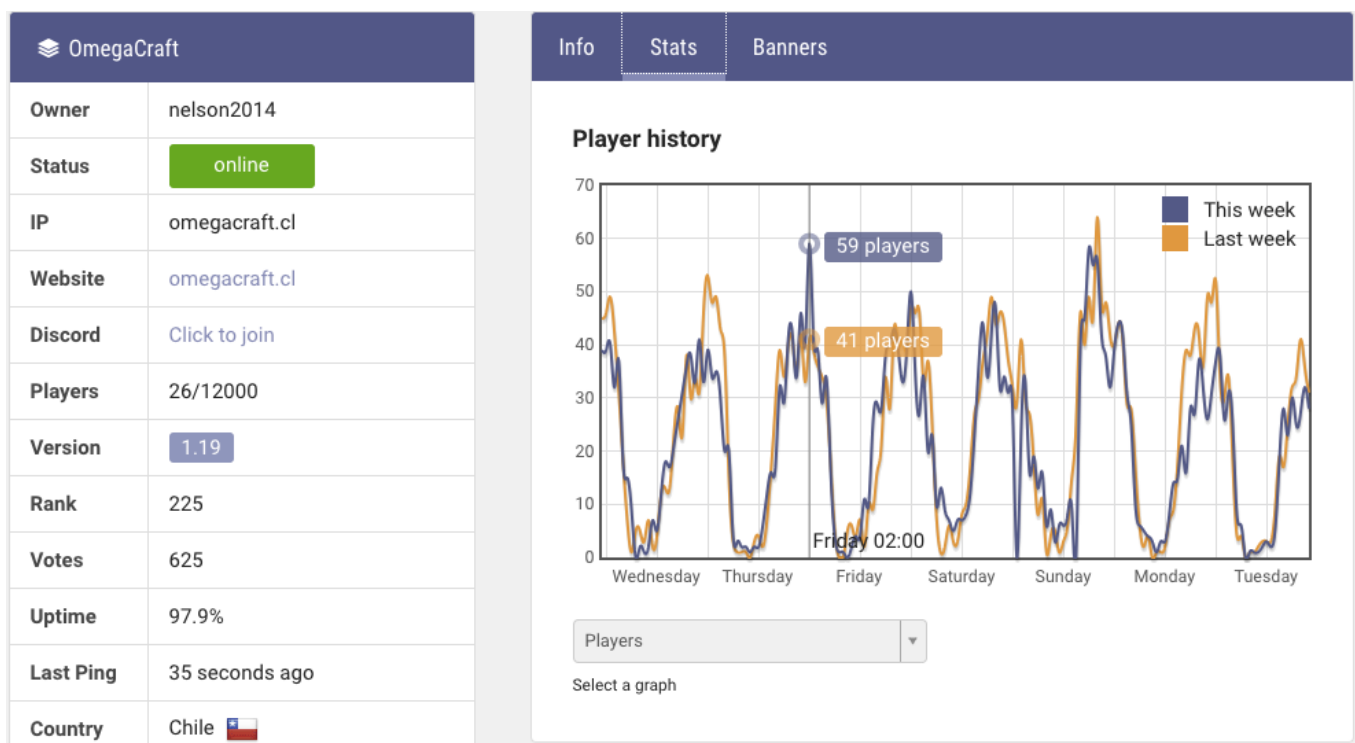 OmegaCraft
Owner nelson2014
Status online
IP omegacraft.cl
Website omegacraft.cl
Discord Click to join
Players 26/12000
Version 1.19
Rank 225
Votes 625
Uptime 97.9%
Last Ping 35 seconds ago
Country Chile
Info Stats Banners
Player history
70
60
50
40
30
20
10
0
This week
Last week
59 players
41 players
Friday 02:00
Wednesday Thursday Friday Saturday Sunday Monday Tuesday
Players
Select a graph